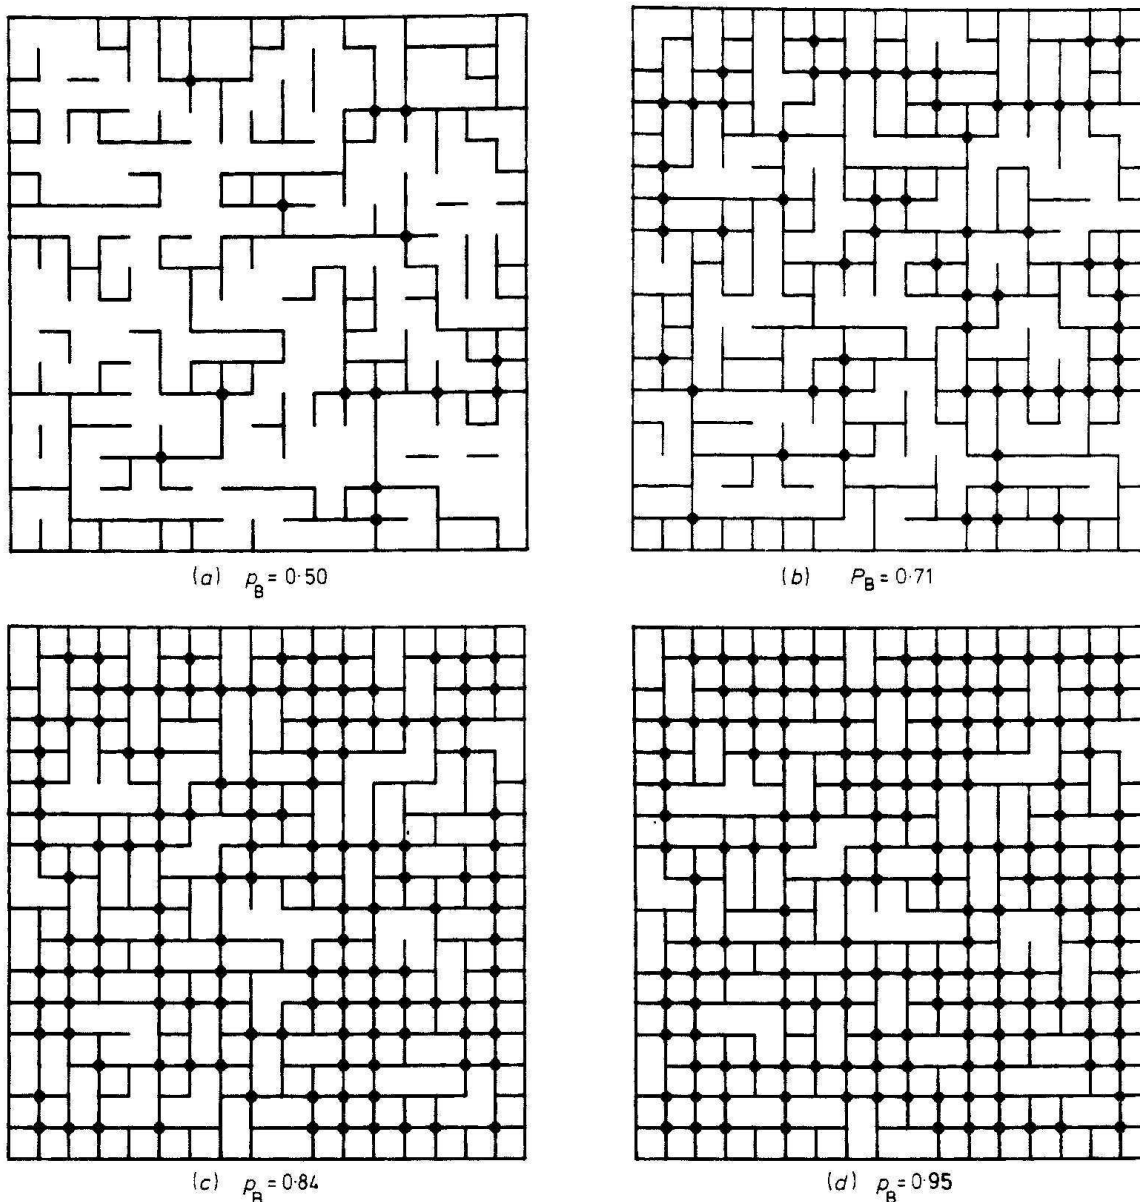 (a) p_B = 0·50
(b) P_B = 0·71
(c) p_B = 0·84
(d) p_B = 0·95